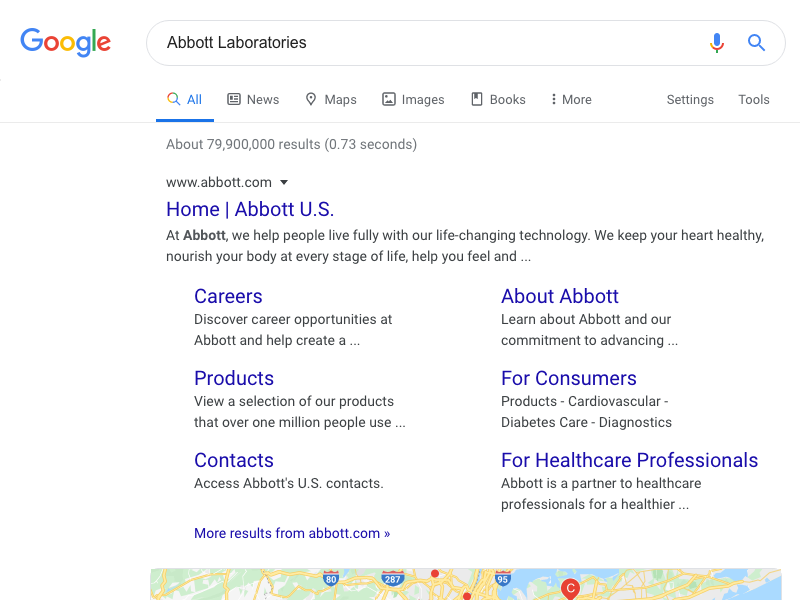 Google
Abbott Laboratories
All News Maps Images Books More Settings Tools
About 79,900,000 results (0.73 seconds)
www.abbott.com
Home | Abbott U.S.
At Abbott, we help people live fully with our life-changing technology. We keep your heart healthy,
nourish your body at every stage of life, help you feel and ...
Careers
Discover career opportunities at
Abbott and help create a ...
About Abbott
Learn about Abbott and our
commitment to advancing ...
Products
View a selection of our products
that over one million people use ...
For Consumers
Products - Cardiovascular -
Diabetes Care - Diagnostics
Contacts
Access Abbott's U.S. contacts.
For Healthcare Professionals
Abbott is a partner to healthcare
professionals for a healthier ...
More results from abbott.com »
80 287 95
C